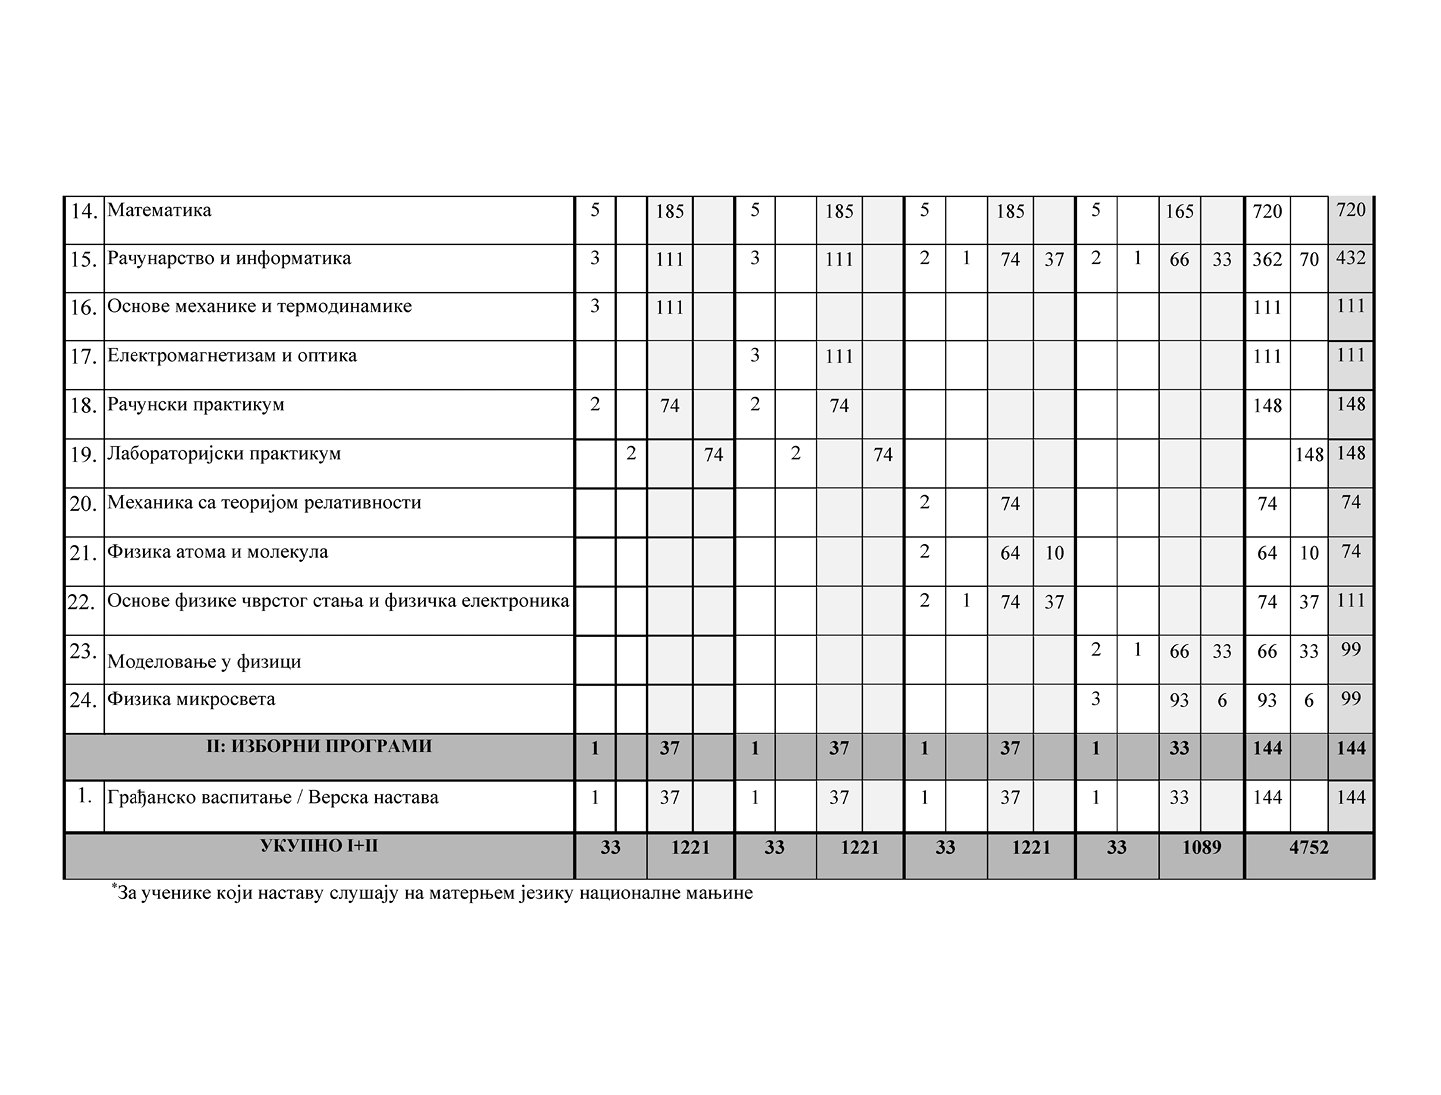 14. Математика 5 185 5 185 5 185 5 165 720 720
15. Рачунарство и информатика 3 111 3 111 2 1 74 37 2 1 66 33 362 70 432
16. Основе механике и термодинамике 3 111 111 111
17. Електромагнетизам и оптика 3 111 111 111
18. Рачунски практикум 2 74 2 74 148 148
19. Лабораторијски практикум 2 74 2 74 148 148
20. Механика са теоријом релативности 2 74 74 74
21. Физика атома и молекула 2 64 10 64 10 74
22. Основе физике чврстог стања и физичка електроника 2 1 74 37 74 37 111
23. Моделовање у физици 2 1 66 33 66 33 99
24. Физика микросвета 3 93 6 93 6 99
II: ИЗБОРНИ ПРОГРАМИ 1 37 1 37 1 37 1 33 144 144
1. Грађанско васпитање / Верска настава 1 37 1 37 1 37 1 33 144 144
УКУПНО I+II 33 1221 33 1221 33 1221 33 1089 4752
*За ученике који наставу слушају на матерњем језику националне мањине